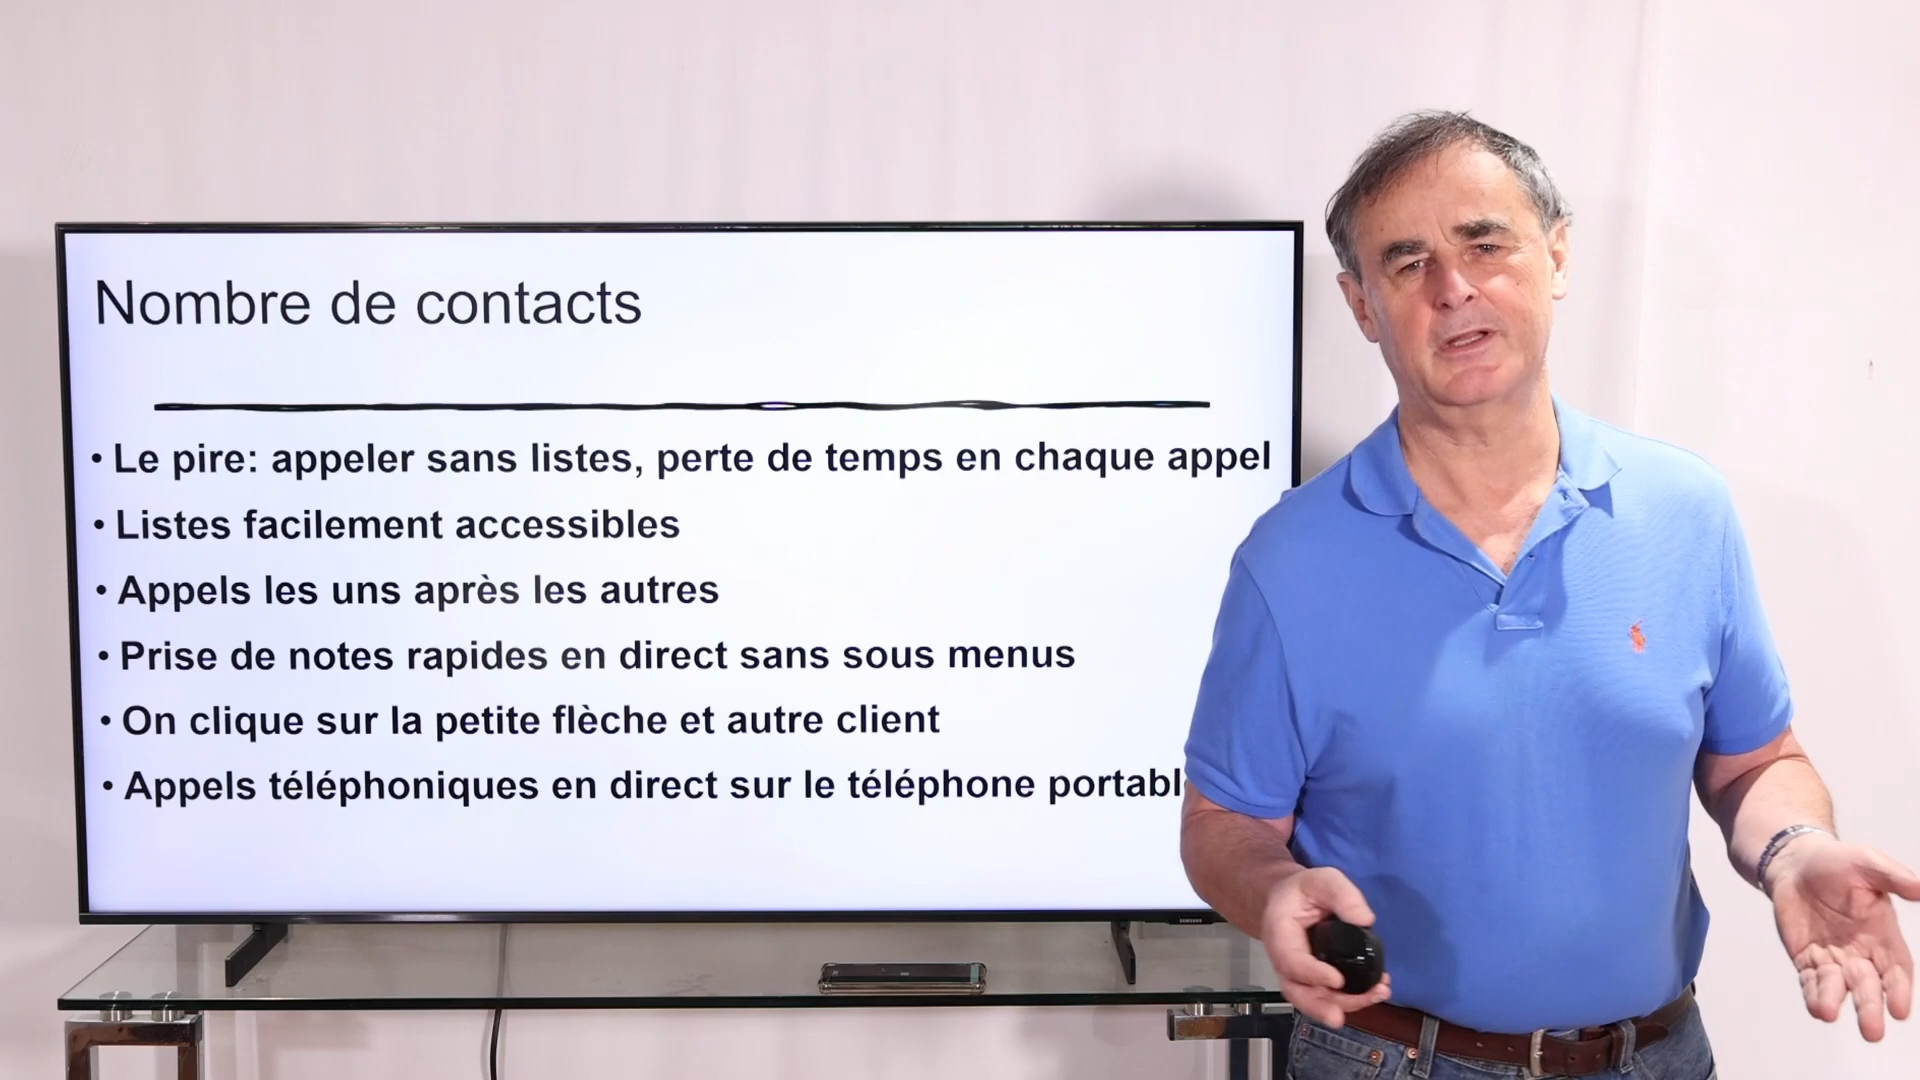 Nombre de contacts
• Le pire: appeler sans listes, perte de temps en chaque appel
• Listes facilement accessibles
• Appels les uns après les autres
• Prise de notes rapides en direct sans sous menus
• On clique sur la petite flèche et autre client
• Appels téléphoniques en direct sur le téléphone portabl
SAMSUNG